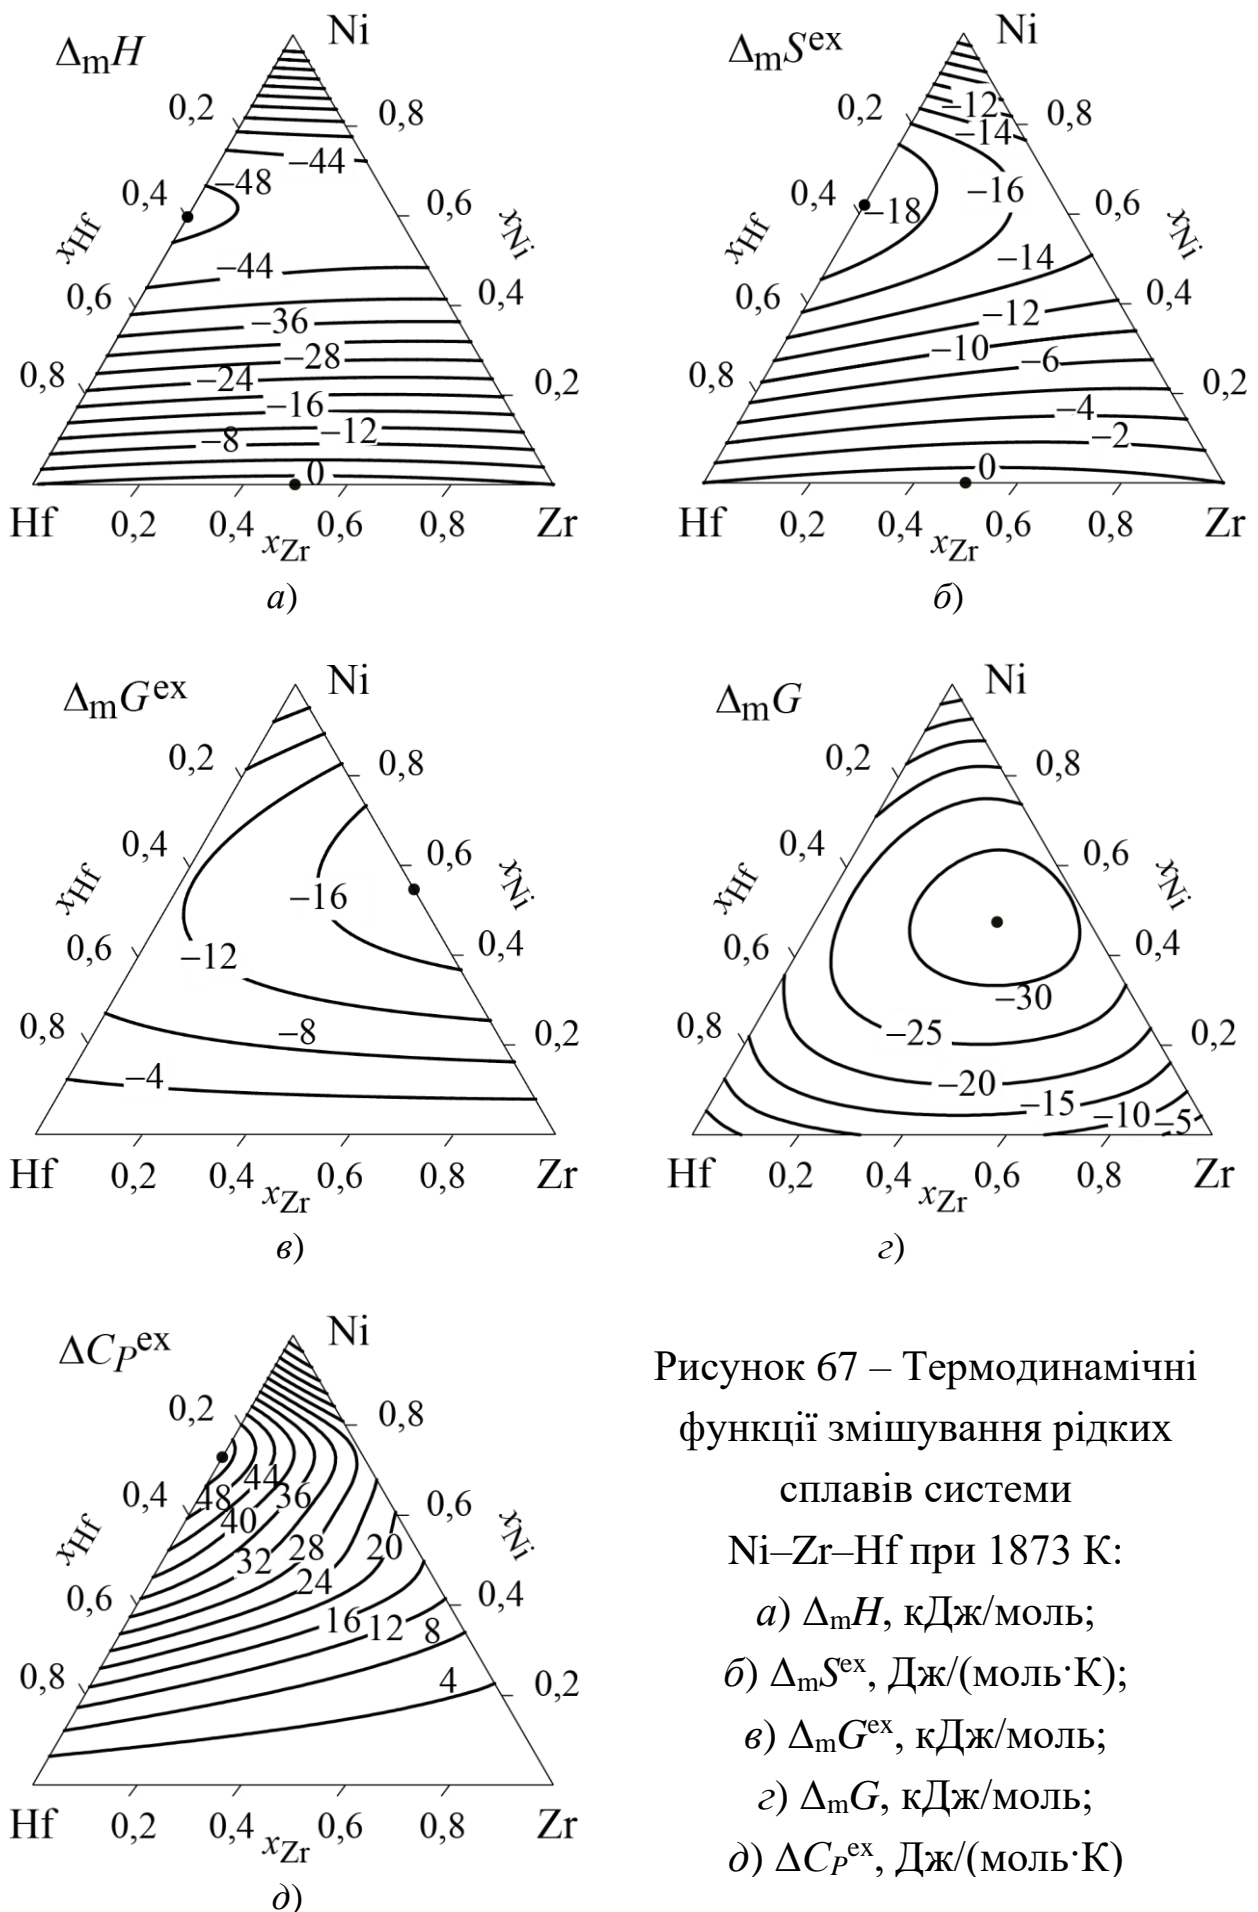 ΔmH
Ni
0,2
0,8
−44
−48
0,4
0,6
xHf
xNi
−44
0,6
0,4
−36
−28
0,8
−24
0,2
−16
−12
−8
0
Hf
0,2
0,4
xZr
0,6
0,8
Zr
а)
ΔmSex
Ni
0,2
−12
0,8
−14
0,4
−16
−18
0,6
xHf
xNi
−14
0,6
0,4
−12
−10
−6
0,8
0,2
−4
−2
0
Hf
0,2
0,4
xZr
0,6
0,8
Zr
б)
ΔmGex
Ni
0,2
0,8
0,4
0,6
xHf
xNi
−16
0,6
−12
0,4
0,8
−8
0,2
−4
Hf
0,2
0,4
xZr
0,6
0,8
Zr
в)
ΔmG
Ni
0,2
0,8
0,4
0,6
xHf
xNi
0,6
0,4
−30
0,8
−25
0,2
−20
−15
−10
−5
Hf
0,2
0,4
xZr
0,6
0,8
Zr
г)
ΔCPex
Ni
0,2
0,8
44
0,4
48
36
0,6
40
xHf
xNi
32
28
20
24
0,6
0,4
16
12
8
0,8
4
0,2
Hf
0,2
0,4
xZr
0,6
0,8
Zr
д)
Рисунок 67 – Термодинамічні
функції змішування рідких
сплавів системи
Ni–Zr–Hf при 1873 К:
а) ΔmH, кДж/моль;
б) ΔmSex, Дж/(моль·К);
в) ΔmGex, кДж/моль;
г) ΔmG, кДж/моль;
д) ΔCPex, Дж/(моль·К)